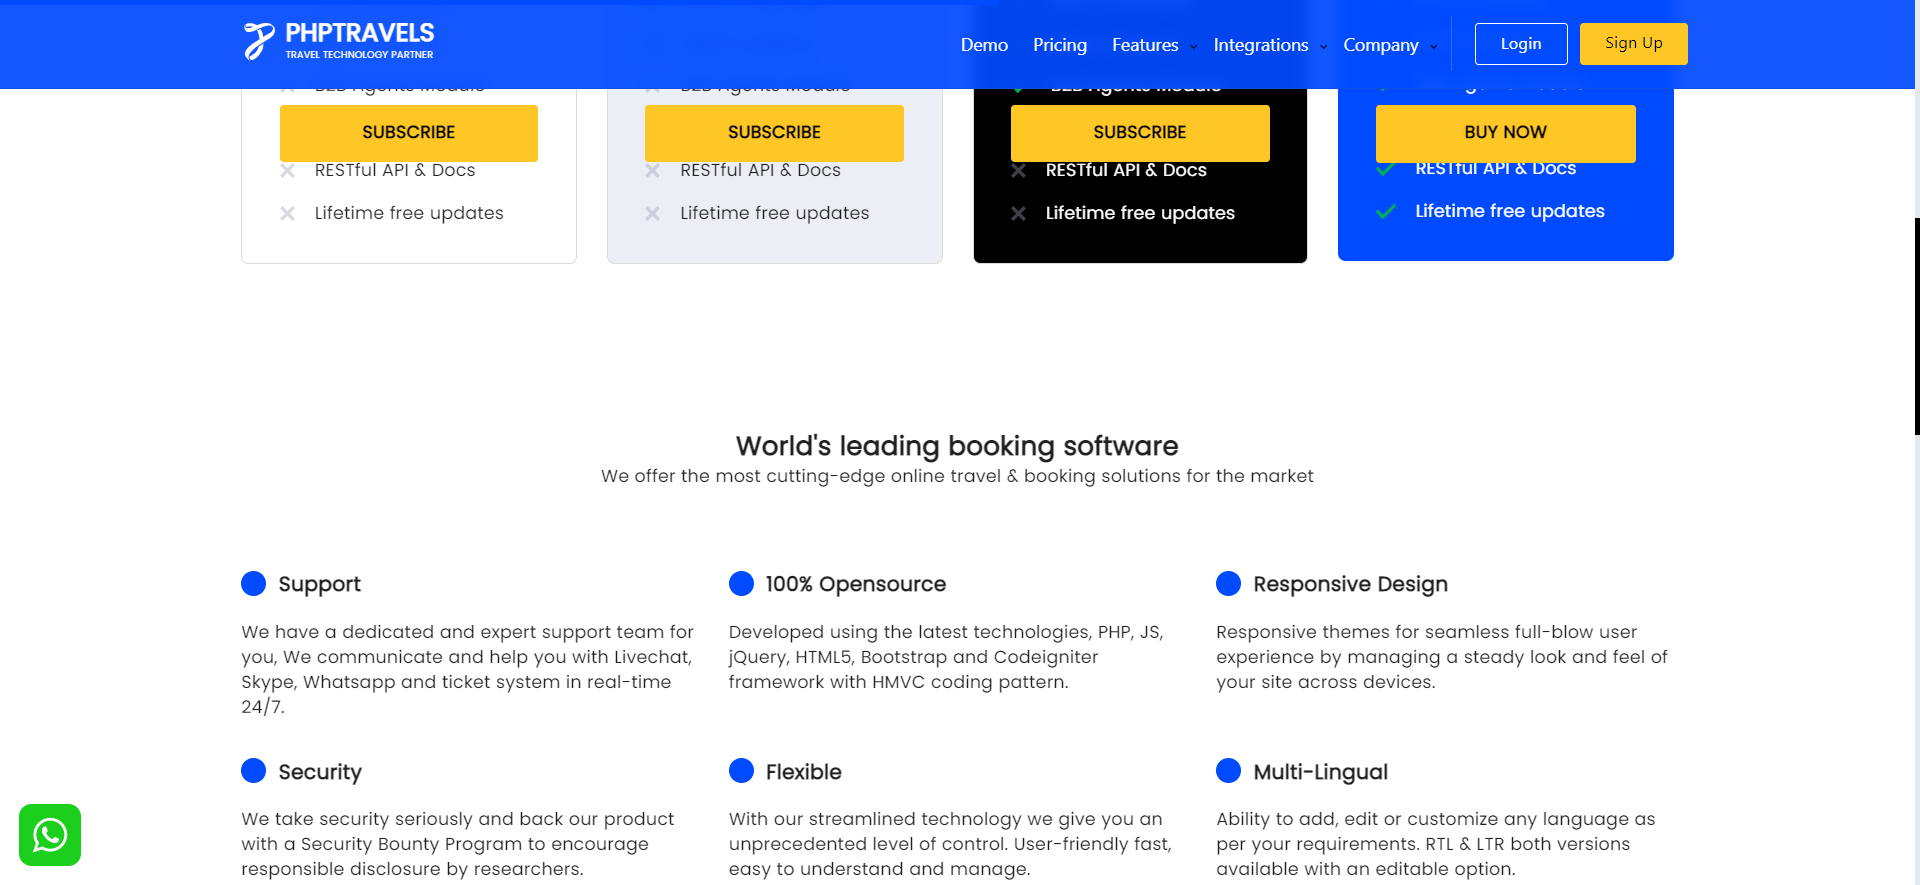 PHPTRAVELS
TRAVEL TECHNOLOGY PARTNER
Demo Pricing Features Integrations Company Login Sign Up
B2B Agents Module B2B Agents Module B2B Agents Module
SUBSCRIBE SUBSCRIBE SUBSCRIBE BUY NOW
RESTful API & Docs RESTful API & Docs RESTful API & Docs RESTful API & Docs
Lifetime free updates Lifetime free updates Lifetime free updates Lifetime free updates
World's leading booking software
We offer the most cutting-edge online travel & booking solutions for the market
Support
We have a dedicated and expert support team for
you, We communicate and help you with Livechat,
Skype, Whatsapp and ticket system in real-time
24/7.
100% Opensource
Developed using the latest technologies, PHP, JS,
jQuery, HTML5, Bootstrap and Codeigniter
framework with HMVC coding pattern.
Responsive Design
Responsive themes for seamless full-blow user
experience by managing a steady look and feel of
your site across devices.
Security
We take security seriously and back our product
with a Security Bounty Program to encourage
responsible disclosure by researchers.
Flexible
With our streamlined technology we give you an
unprecedented level of control. User-friendly fast,
easy to understand and manage.
Multi-Lingual
Ability to add, edit or customize any language as
per your requirements. RTL & LTR both versions
available with an editable option.